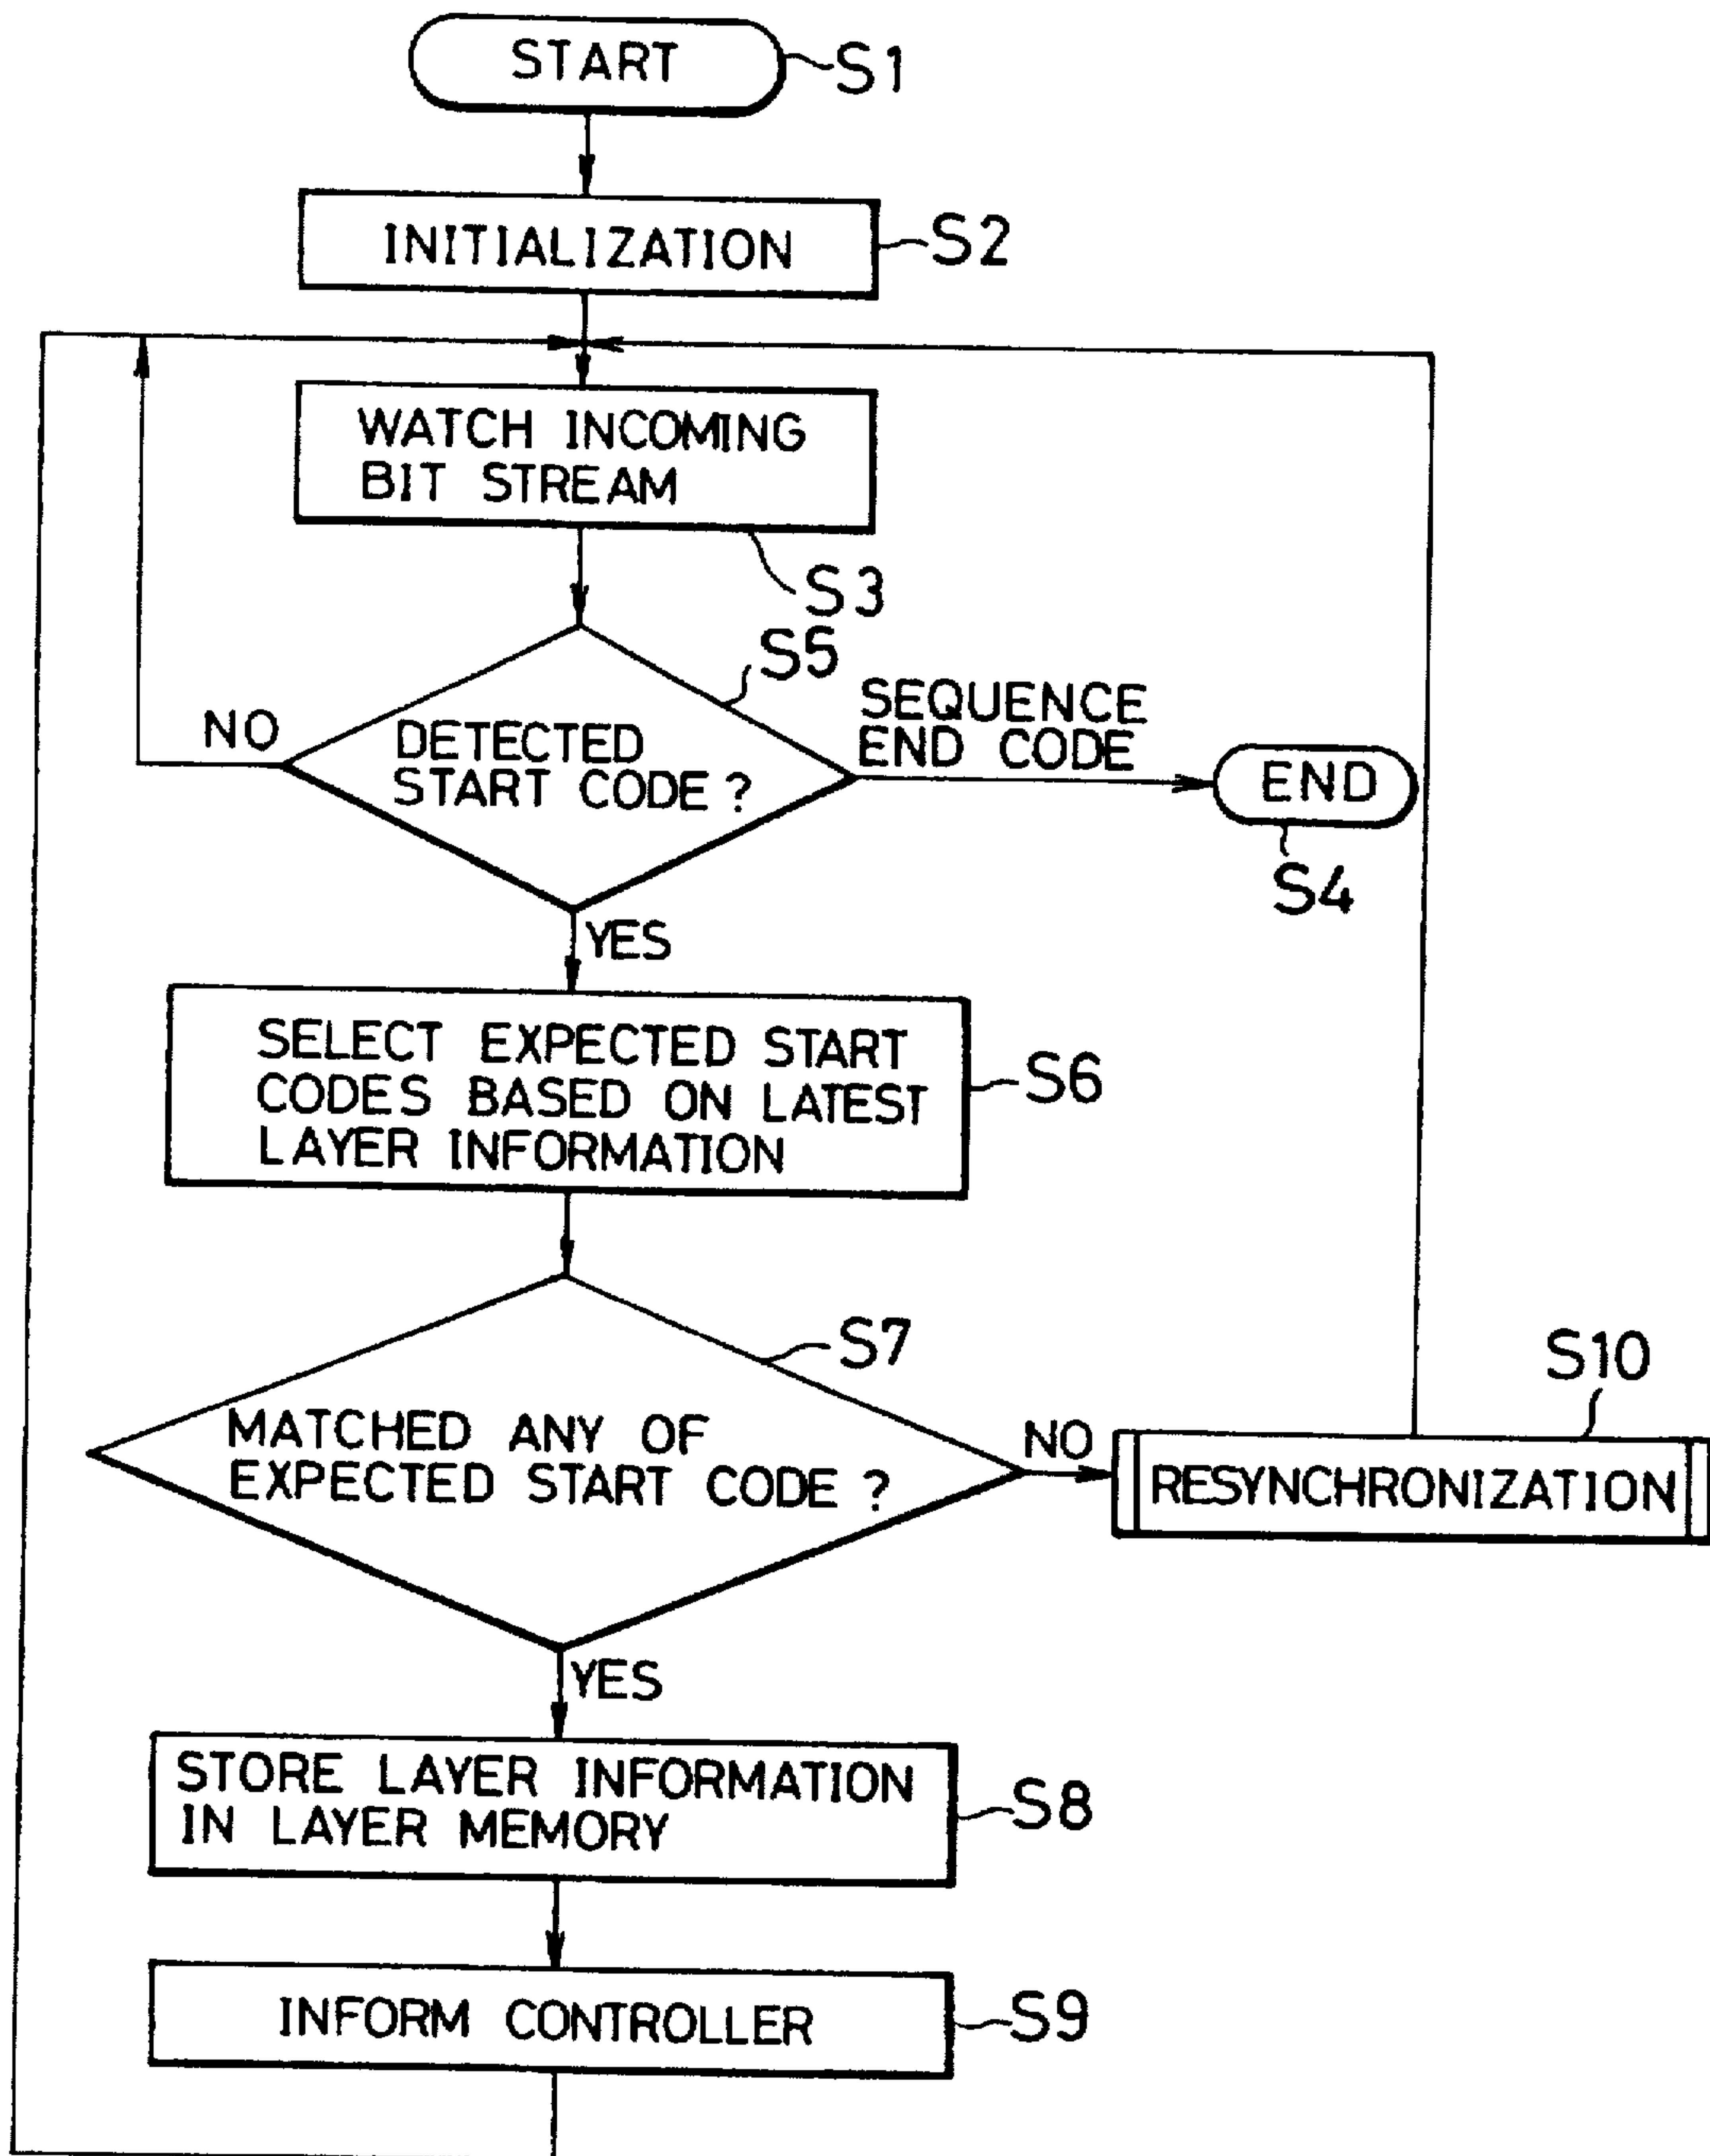 START
S1
INITIALIZATION
S2
WATCH INCOMING
BIT STREAM
S3
S5
NO
DETECTED
START CODE ?
SEQUENCE
END CODE
END
S4
YES
SELECT EXPECTED START
CODES BASED ON LATEST
LAYER INFORMATION
S6
S7
MATCHED ANY OF
EXPECTED START CODE ?
NO
S10
RESYNCHRONIZATION
YES
STORE LAYER INFORMATION
IN LAYER MEMORY
S8
INFORM CONTROLLER
S9